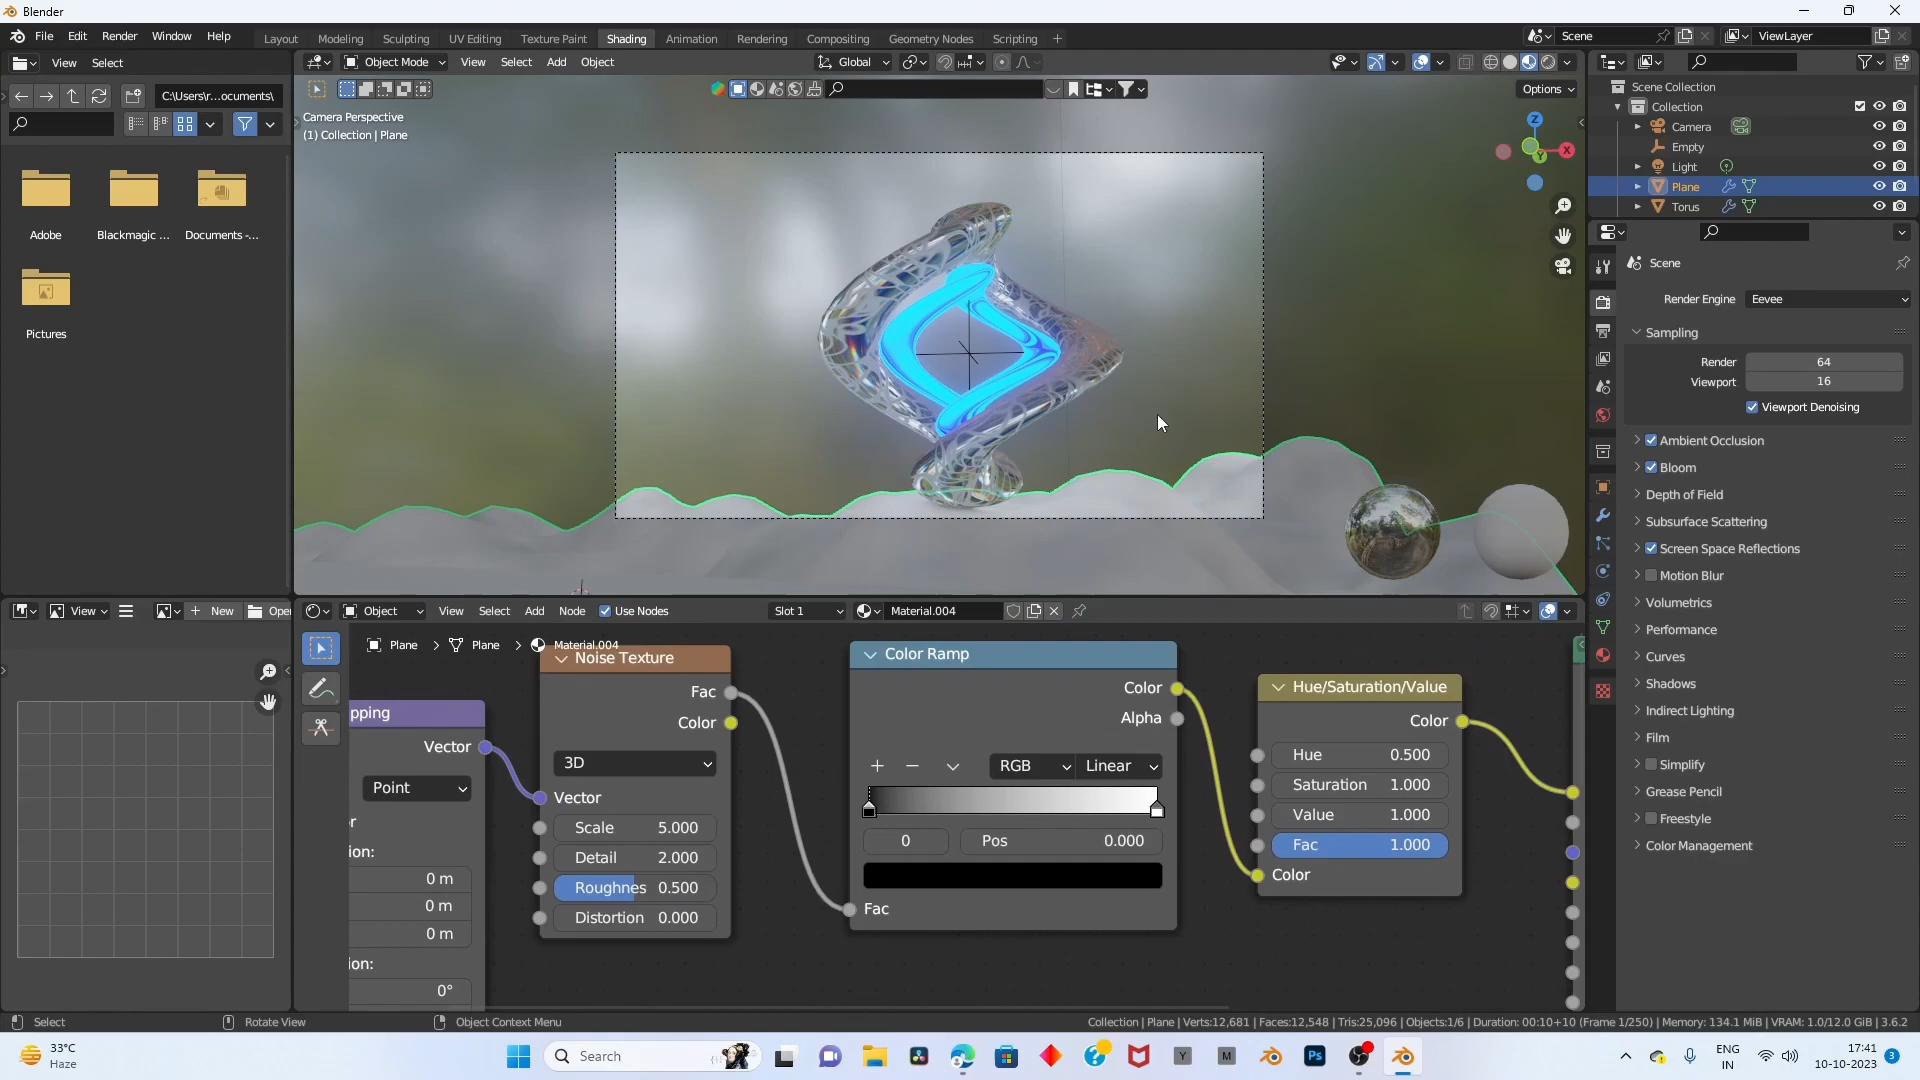 Blender
File Edit Render Window Help
Layout Modeling Sculpting UV Editing Texture Paint Shading Animation Rendering Compositing Geometry Nodes Scripting +
Scene
ViewLayer
View Select
Object Mode View Select Add Object
Global
C:\Users\r...ocuments\
Options
Camera Perspective
(1) Collection | Plane
Z
X
Y
Adobe
Blackmagic ...
Documents -...
Pictures
Scene Collection
Collection
Camera
Empty
Light
Plane
Torus
Scene
Render Engine Eevee
Sampling
Render 64
Viewport 16
Viewport Denoising
Ambient Occlusion
Bloom
Depth of Field
Subsurface Scattering
Screen Space Reflections
Motion Blur
Volumetrics
Performance
Curves
Shadows
Indirect Lighting
Film
Simplify
Grease Pencil
Freestyle
Color Management
View
New
Open
Object View Select Add Node Use Nodes
Slot 1
Material.004
Plane > Plane > Material.004
pping
Vector
Point
r
ion:
0 m
0 m
0 m
ion:
0°
Noise Texture
Fac
Color
3D
Vector
Scale 5.000
Detail 2.000
Roughnes 0.500
Distortion 0.000
Color Ramp
Color
Alpha
RGB
Linear
0
Pos 0.000
Fac
Hue/Saturation/Value
Color
Hue 0.500
Saturation 1.000
Value 1.000
Fac 1.000
Color
Select
Rotate View
Object Context Menu
Collection | Plane | Verts:12,681 | Faces:12,548 | Tris:25,096 | Objects:1/6 | Duration: 00:10+10 (Frame 1/250) | Memory: 134.1 MiB | VRAM: 1.0/12.0 GiB | 3.6.2
33°C
Haze
Search
Y
M
Ps
ENG
IN
17:41
10-10-2023
3